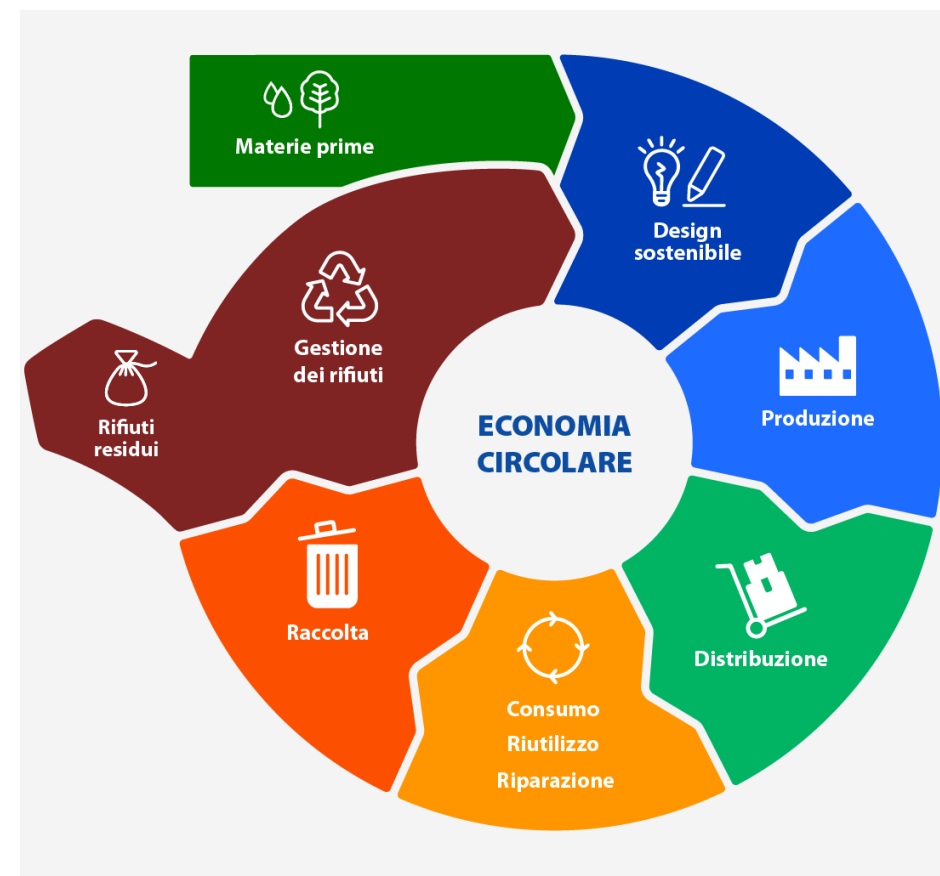 Materie prime
Design
sostenibile
Produzione
Distribuzione
Consumo
Riutilizzo
Riparazione
Raccolta
Gestione
dei rifiuti
Rifiuti
residui
ECONOMIA
CIRCOLARE